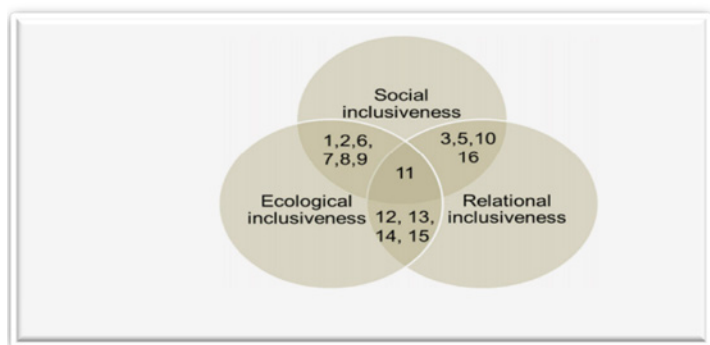 Social
inclusiveness
1,2,6,
7,8,9
3,5,10
16
11
Ecological
inclusiveness
Relational
inclusiveness
12, 13,
14, 15